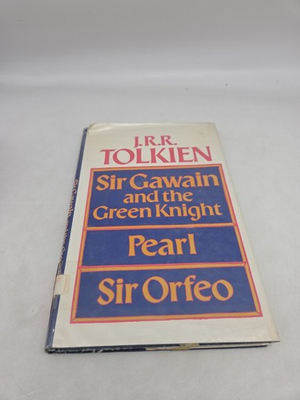 J.R.R.
TOLKIEN
Sir Gawain
and the
Green Knight
Pearl
Sir Orfeo